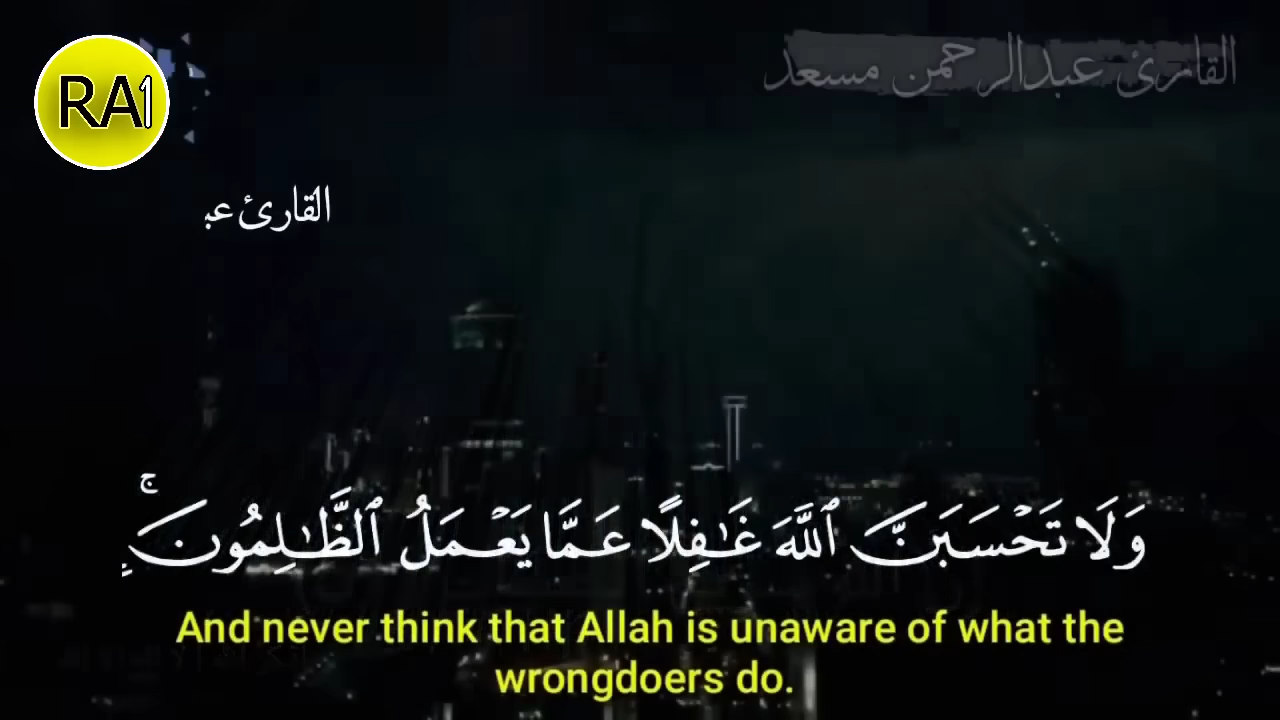 RA1
القارئ عبدالرحمن مسعد
القارئ عبـ
وَلَا تَحْسَبَنَّ ٱللَّهَ غَـٰفِلًا عَمَّا يَعْمَلُ ٱلظَّـٰلِمُونَ ۚ
And never think that Allah is unaware of what the
wrongdoers do.